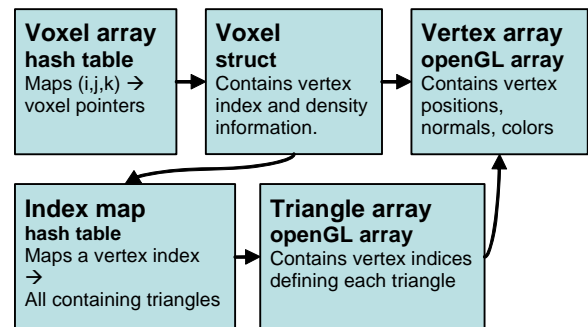 Voxel array
hash table
Maps (i,j,k) →
voxel pointers
Voxel
struct
Contains vertex
index and density
information.
Vertex array
openGL array
Contains vertex
positions,
normals, colors
Index map
hash table
Maps a vertex index
→
All containing triangles
Triangle array
openGL array
Contains vertex indices
defining each triangle